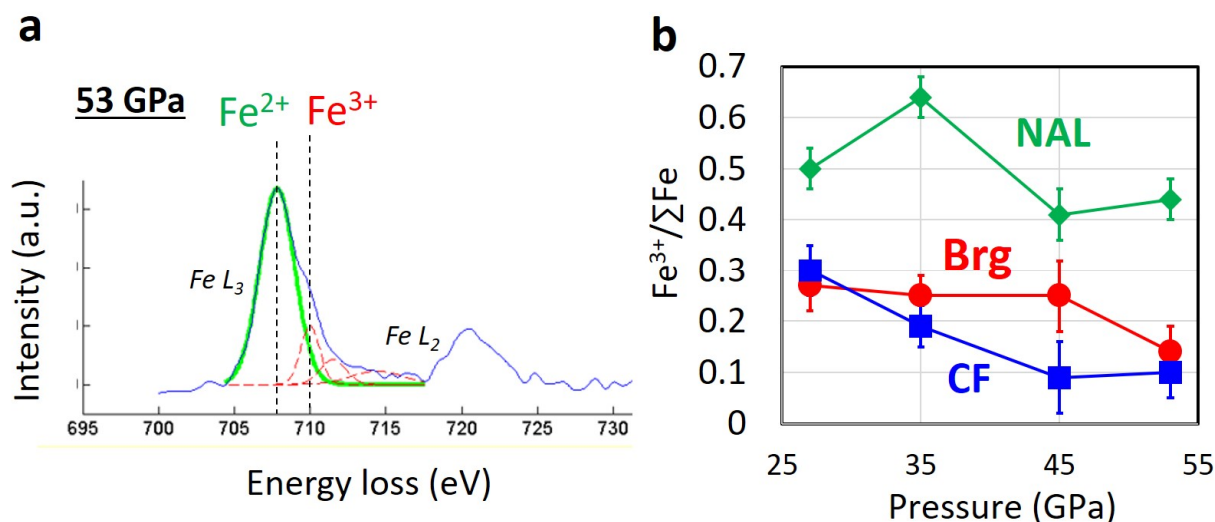 a
53 GPa
Fe2+ Fe3+
Intensity (a.u.)
Fe L3
Fe L2
695 700 705 710 715 720 725 730
Energy loss (eV)
b
Fe3+/∑Fe
0.7
0.6
0.5
0.4
0.3
0.2
0.1
0
NAL
Brg
CF
25 35 45 55
Pressure (GPa)